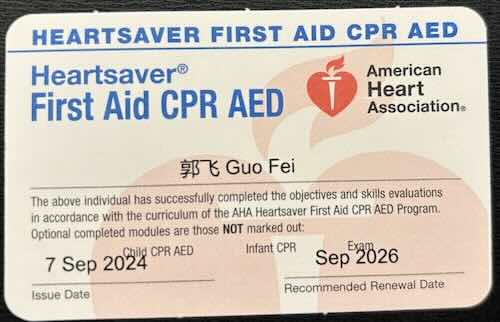 HEARTSAVER FIRST AID CPR AED
Heartsaver®
First Aid CPR AED
American
Heart
Association®
郭飞 Guo Fei
The above individual has successfully completed the objectives and skills evaluations
in accordance with the curriculum of the AHA Heartsaver First Aid CPR AED Program.
Optional completed modules are those NOT marked out:
Child CPR AED Infant CPR Exam
7 Sep 2024 Sep 2026
Issue Date Recommended Renewal Date